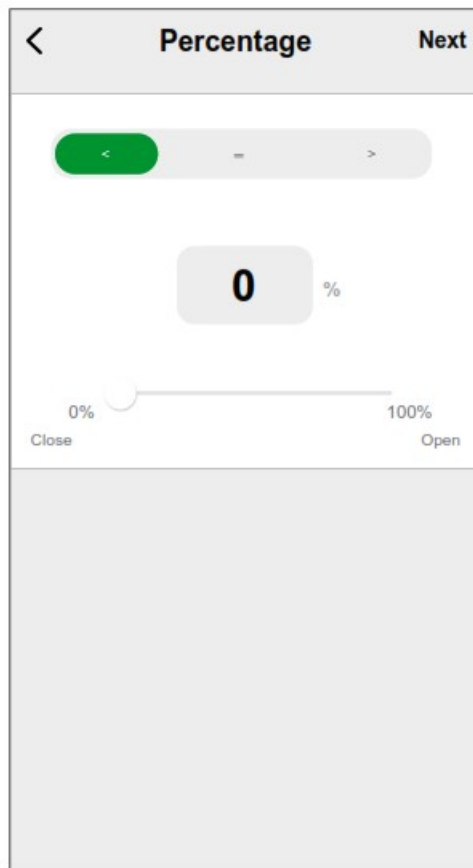 < Percentage Next
< = >
0 %
0% 100%
Close Open